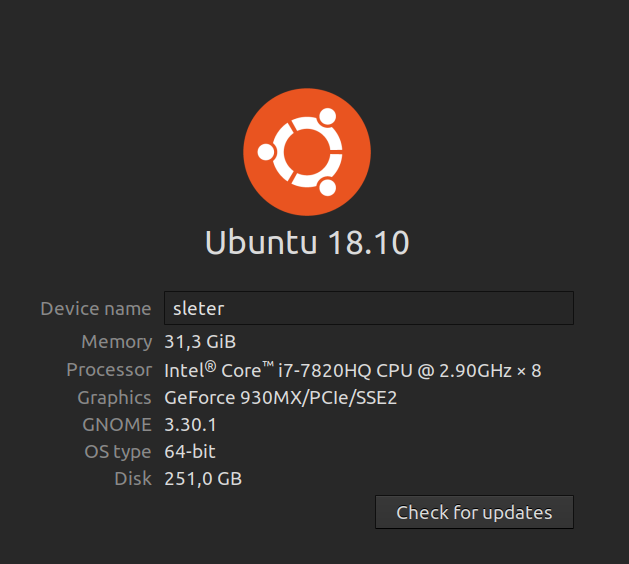 Ubuntu 18.10
Device name sleter
Memory 31,3 GiB
Processor Intel® Core™ i7-7820HQ CPU @ 2.90GHz × 8
Graphics GeForce 930MX/PCIe/SSE2
GNOME 3.30.1
OS type 64-bit
Disk 251,0 GB
Check for updates